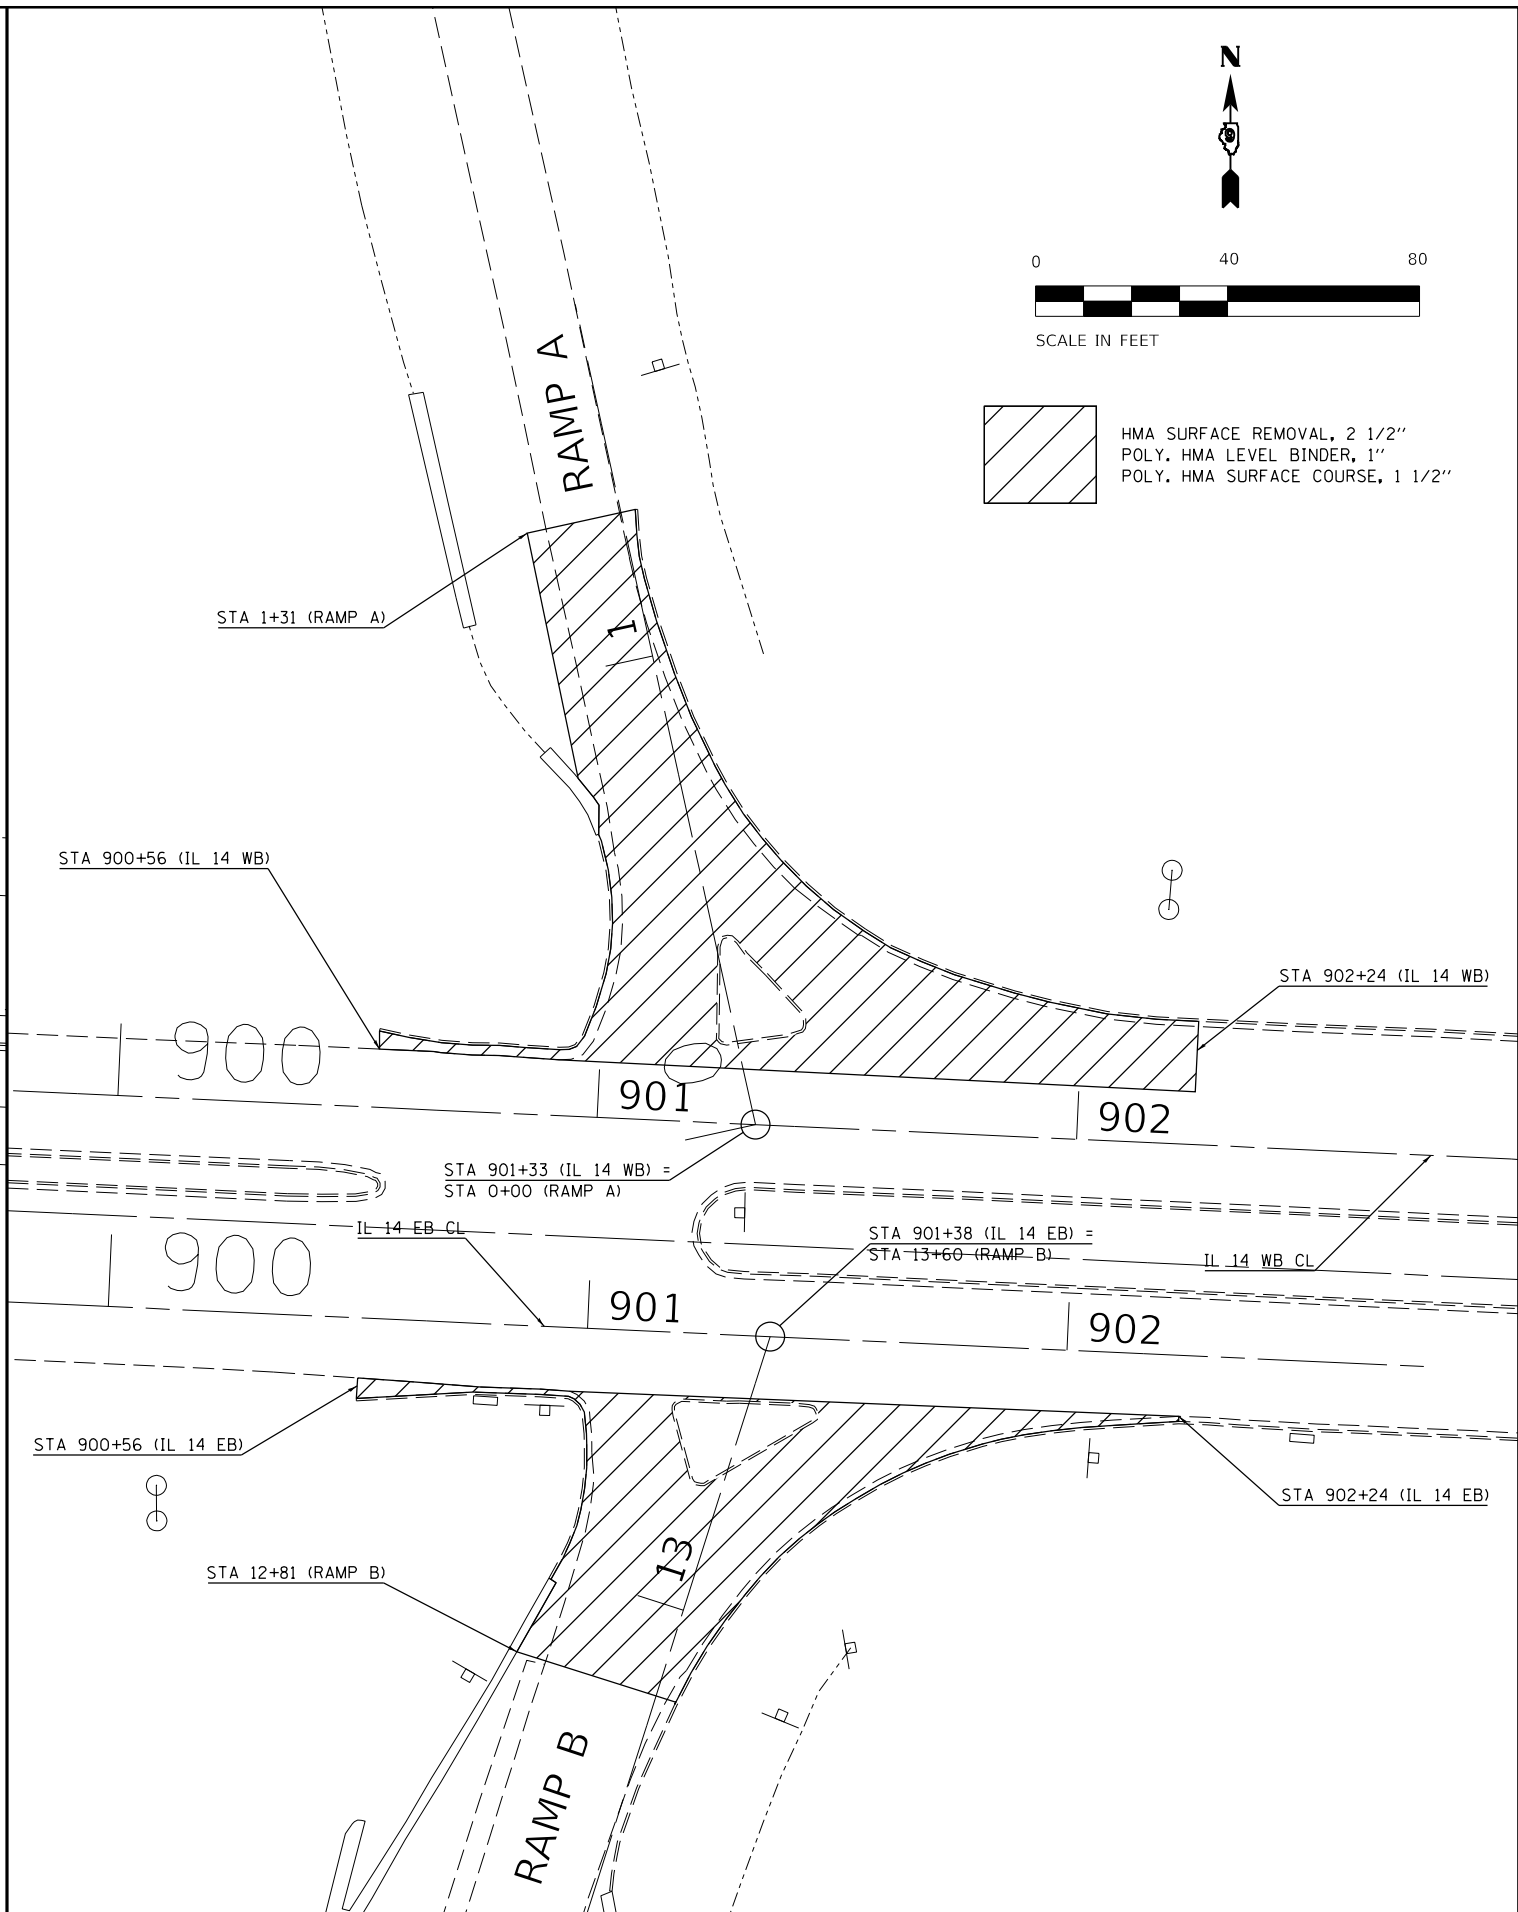 N
9
0 40 80
SCALE IN FEET
HMA SURFACE REMOVAL, 2 1/2"
POLY. HMA LEVEL BINDER, 1"
POLY. HMA SURFACE COURSE, 1 1/2"
RAMP A
STA 1+31 (RAMP A)
1
STA 900+56 (IL 14 WB)
STA 902+24 (IL 14 WB)
900
0
901
902
STA 901+33 (IL 14 WB) =
STA 0+00 (RAMP A)
IL 14 EB CL
STA 901+38 (IL 14 EB) =
STA 13+60 (RAMP B)
IL 14 WB CL
900
901
902
STA 900+56 (IL 14 EB)
STA 902+24 (IL 14 EB)
13
STA 12+81 (RAMP B)
RAMP B